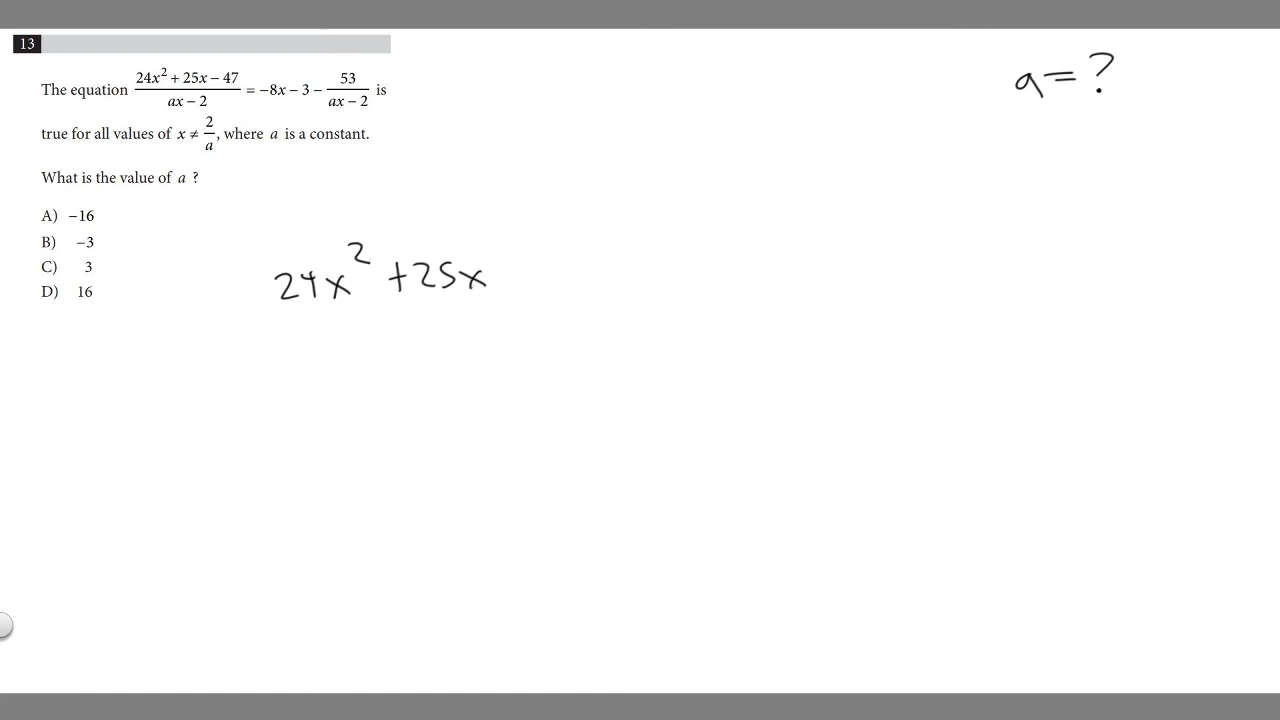 13
The equation (24x² + 25x − 47)/(ax − 2) = −8x − 3 − 53/(ax − 2) is
true for all values of x ≠ 2/a, where a is a constant.
What is the value of a ?
A) −16
B) −3
C) 3
D) 16
a = ?
24x² + 25x